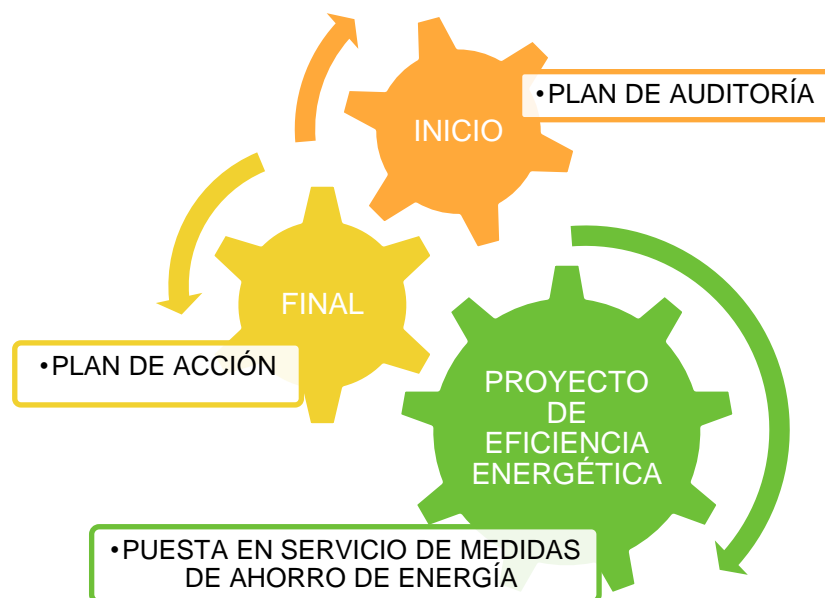 INICIO
•PLAN DE AUDITORÍA
FINAL
•PLAN DE ACCIÓN
PROYECTO
DE
EFICIENCIA
ENERGÉTICA
•PUESTA EN SERVICIO DE MEDIDAS
DE AHORRO DE ENERGÍA